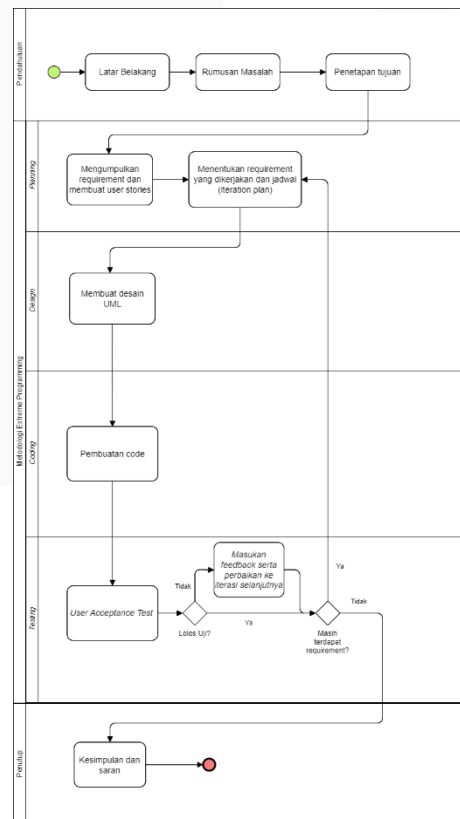 Pendahuluan
Latar Belakang
Rumusan Masalah
Penetapan tujuan
Metodologi Extreme Programming
Planning
Mengumpulkan
requirement dan
membuat user stories
Menentukan requirement
yang dikerjakan dan jadwal
(iteration plan)
Design
Membuat desain
UML
Coding
Pembuatan code
Testing
User Acceptance Test
Tidak
Lolos Uji?
Masukan
feedback serta
perbaikan ke
iterasi selanjutnya
Ya
Ya
Tidak
Masih
terdapat
requirement?
Penutup
Kesimpulan dan
saran